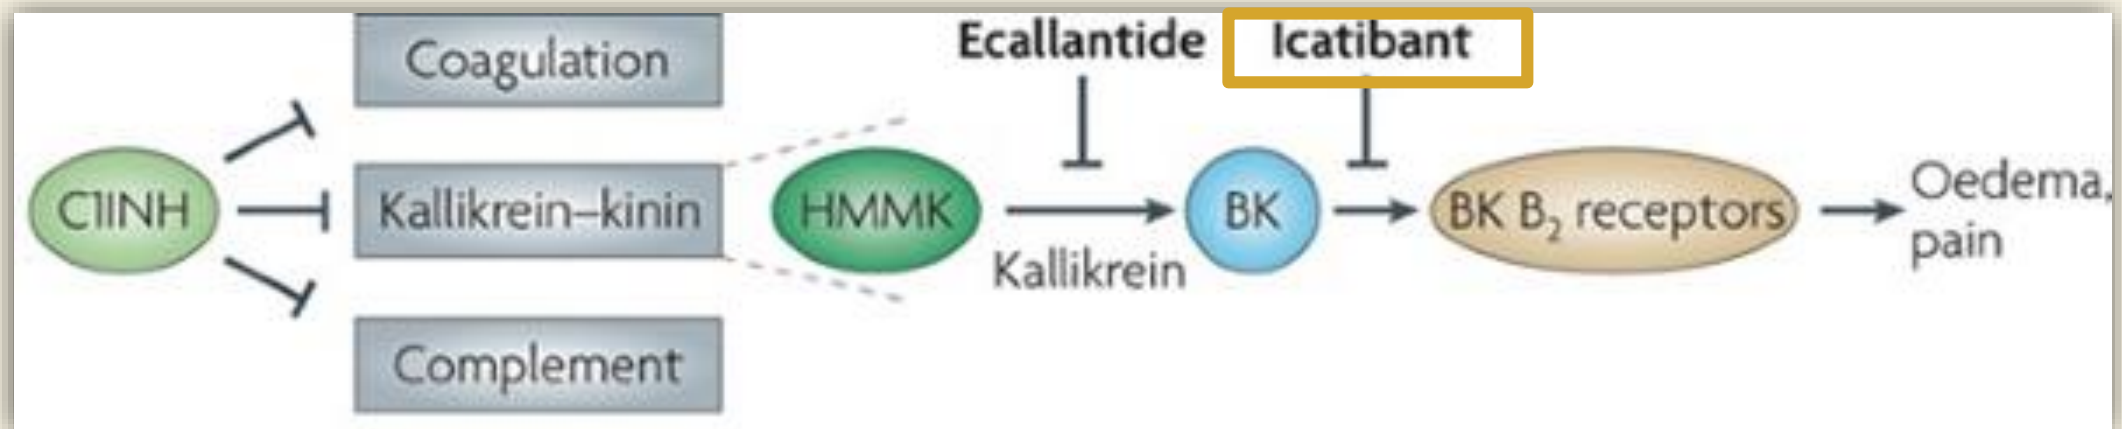 Coagulation
Ecallantide
Icatibant
C1INH
Kallikrein–kinin
HMMK
Kallikrein
BK
BK B₂ receptors
Oedema,
pain
Complement